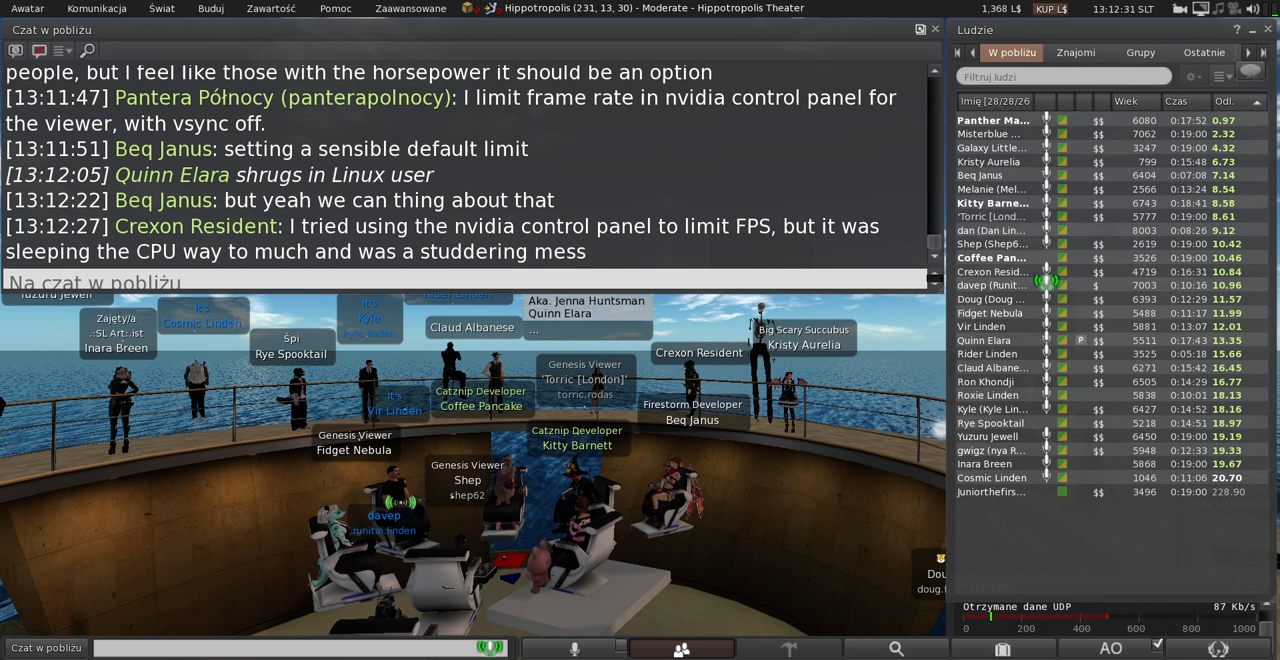 Awatar Komunikacja Świat Buduj Zawartość Pomoc Zaawansowane Hippotropolis (231, 13, 30) - Moderate - Hippotropolis Theater 1,368 L$ KUP L$ 13:12:31 SLT
Czat w pobliżu
people, but I feel like those with the horsepower it should be an option
[13:11:47] Pantera Północy (panterapolnocy): I limit frame rate in nvidia control panel for
the viewer, with vsync off.
[13:11:51] Beq Janus: setting a sensible default limit
[13:12:05] Quinn Elara shrugs in Linux user
[13:12:22] Beq Janus: but yeah we can thing about that
[13:12:27] Crexon Resident: I tried using the nvidia control panel to limit FPS, but it was
sleeping the CPU way to much and was a studdering mess
Na czat w pobliżu
Yuzuru Jewell
Zajęty/a
.:SL Art:.ist
Inara Breen
It's
Cosmic Linden
Śpi
Rye Spooktail
It's
Kyle
kyle.linden
Rider Linden
Claud Albanese
Aka. Jenna Huntsman
Quinn Elara
...
Big Scary Succubus
Kristy Aurelia
Crexon Resident
Genesis Viewer
'Torric [London]'
torric.rodas
It's
Vir Linden
Catznip Developer
Coffee Pancake
Firestorm Developer
Beq Janus
Genesis Viewer
Fidget Nebula
Catznip Developer
Kitty Barnett
Genesis Viewer
Shep
shep62
davep
runitai.linden
Dou
doug.f
Czat w pobliżu
Ludzie
W pobliżu Znajomi Grupy Ostatnie
Filtruj ludzi
Imię [28/28/26 Wiek Czas Odl.
Panther Ma... $$ 6080 0:17:52 0.97
Misterblue ... $$ 7062 0:19:00 2.32
Galaxy Little... $$ 3247 0:19:00 4.32
Kristy Aurelia $$ 799 0:15:48 6.73
Beq Janus $$ 6404 0:07:08 7.14
Melanie (Mel... $$ 2566 0:13:24 8.54
Kitty Barne... $$ 6743 0:18:41 8.58
'Torric [Lond... $$ 5777 0:19:00 8.61
dan (Dan Lin... 8003 0:08:26 9.12
Shep (Shep6... $$ 2619 0:19:00 10.42
Coffee Pan... $$ 3526 0:19:00 10.46
Crexon Resid... $$ 4719 0:16:31 10.84
davep (Runit... $ 7003 0:10:16 10.96
Doug (Doug ... $$ 6393 0:12:29 11.57
Fidget Nebula $$ 5488 0:11:17 11.99
Vir Linden $$ 5881 0:13:07 12.01
Quinn Elara P $$ 5511 0:17:43 13.35
Rider Linden $$ 3525 0:05:18 15.66
Claud Albane... $$ 6271 0:15:42 16.45
Ron Khondji $$ 6505 0:14:29 16.77
Roxie Linden 5838 0:10:01 18.13
Kyle (Kyle Lin... $$ 6427 0:14:52 18.16
Rye Spooktail $$ 5218 0:14:51 18.97
Yuzuru Jewell $$ 6450 0:19:00 19.19
gwigz (nya R... $$ 5948 0:12:33 19.33
Inara Breen 5868 0:19:00 19.67
Cosmic Linden 1046 0:11:06 20.70
Juniorthefirs... $$ 3496 0:19:00 228.90
Otrzymane dane UDP 87 Kb/s
0 200 400 600 800 1000
AO